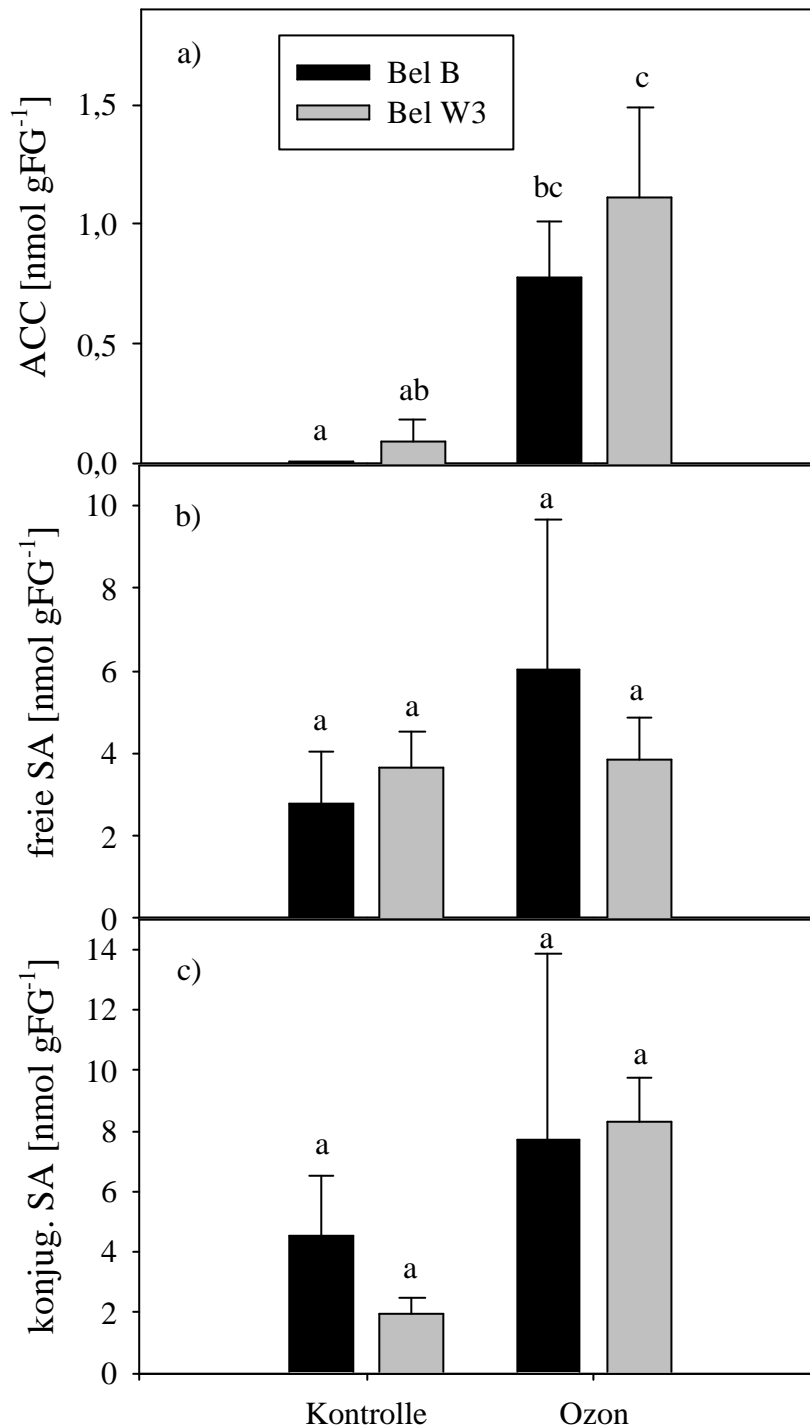 a)
Bel B
Bel W3
ACC [nmol gFG⁻¹]
1,5
1,0
0,5
0,0
a
ab
bc
c
b)
freie SA [nmol gFG⁻¹]
10
8
6
4
2
0
a
a
a
a
c)
konjug. SA [nmol gFG⁻¹]
14
12
10
8
6
4
2
0
a
a
a
a
Kontrolle
Ozon